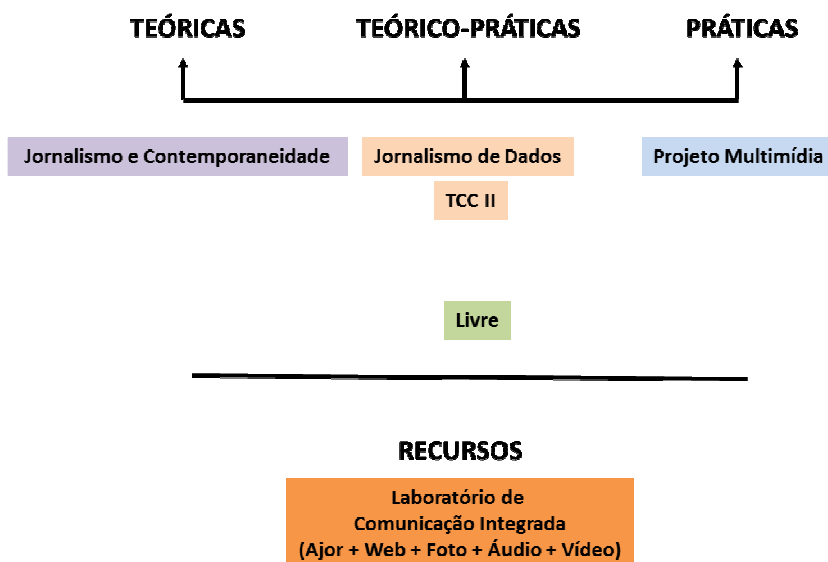 TEÓRICAS
TEÓRICO-PRÁTICAS
PRÁTICAS
Jornalismo e Contemporaneidade
Jornalismo de Dados
Projeto Multimídia
TCC II
Livre
RECURSOS
Laboratório de
Comunicação Integrada
(Ajor + Web + Foto + Áudio + Vídeo)